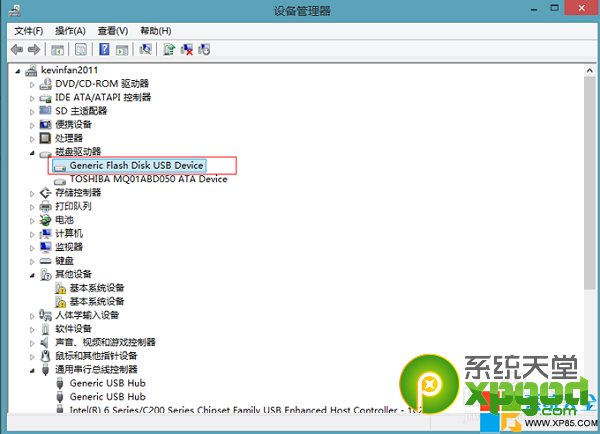 设备管理器
文件(F) 操作(A) 查看(V) 帮助(H)
kevinfan2011
DVD/CD-ROM 驱动器
IDE ATA/ATAPI 控制器
SD 主适配器
便携设备
处理器
磁盘驱动器
Generic Flash Disk USB Device
TOSHIBA MQ01ABD050 ATA Device
存储控制器
打印队列
电池
计算机
监视器
键盘
其他设备
基本系统设备
基本系统设备
人体学输入设备
软件设备
声音、视频和游戏控制器
鼠标和其他指针设备
通用串行总线控制器
Generic USB Hub
Generic USB Hub
Intel(R) 6 Series/C200 Series Chipset Family USB Enhanced Host Controller - 1C2
系统天堂
xpgod.com
WWW.XP85.COM